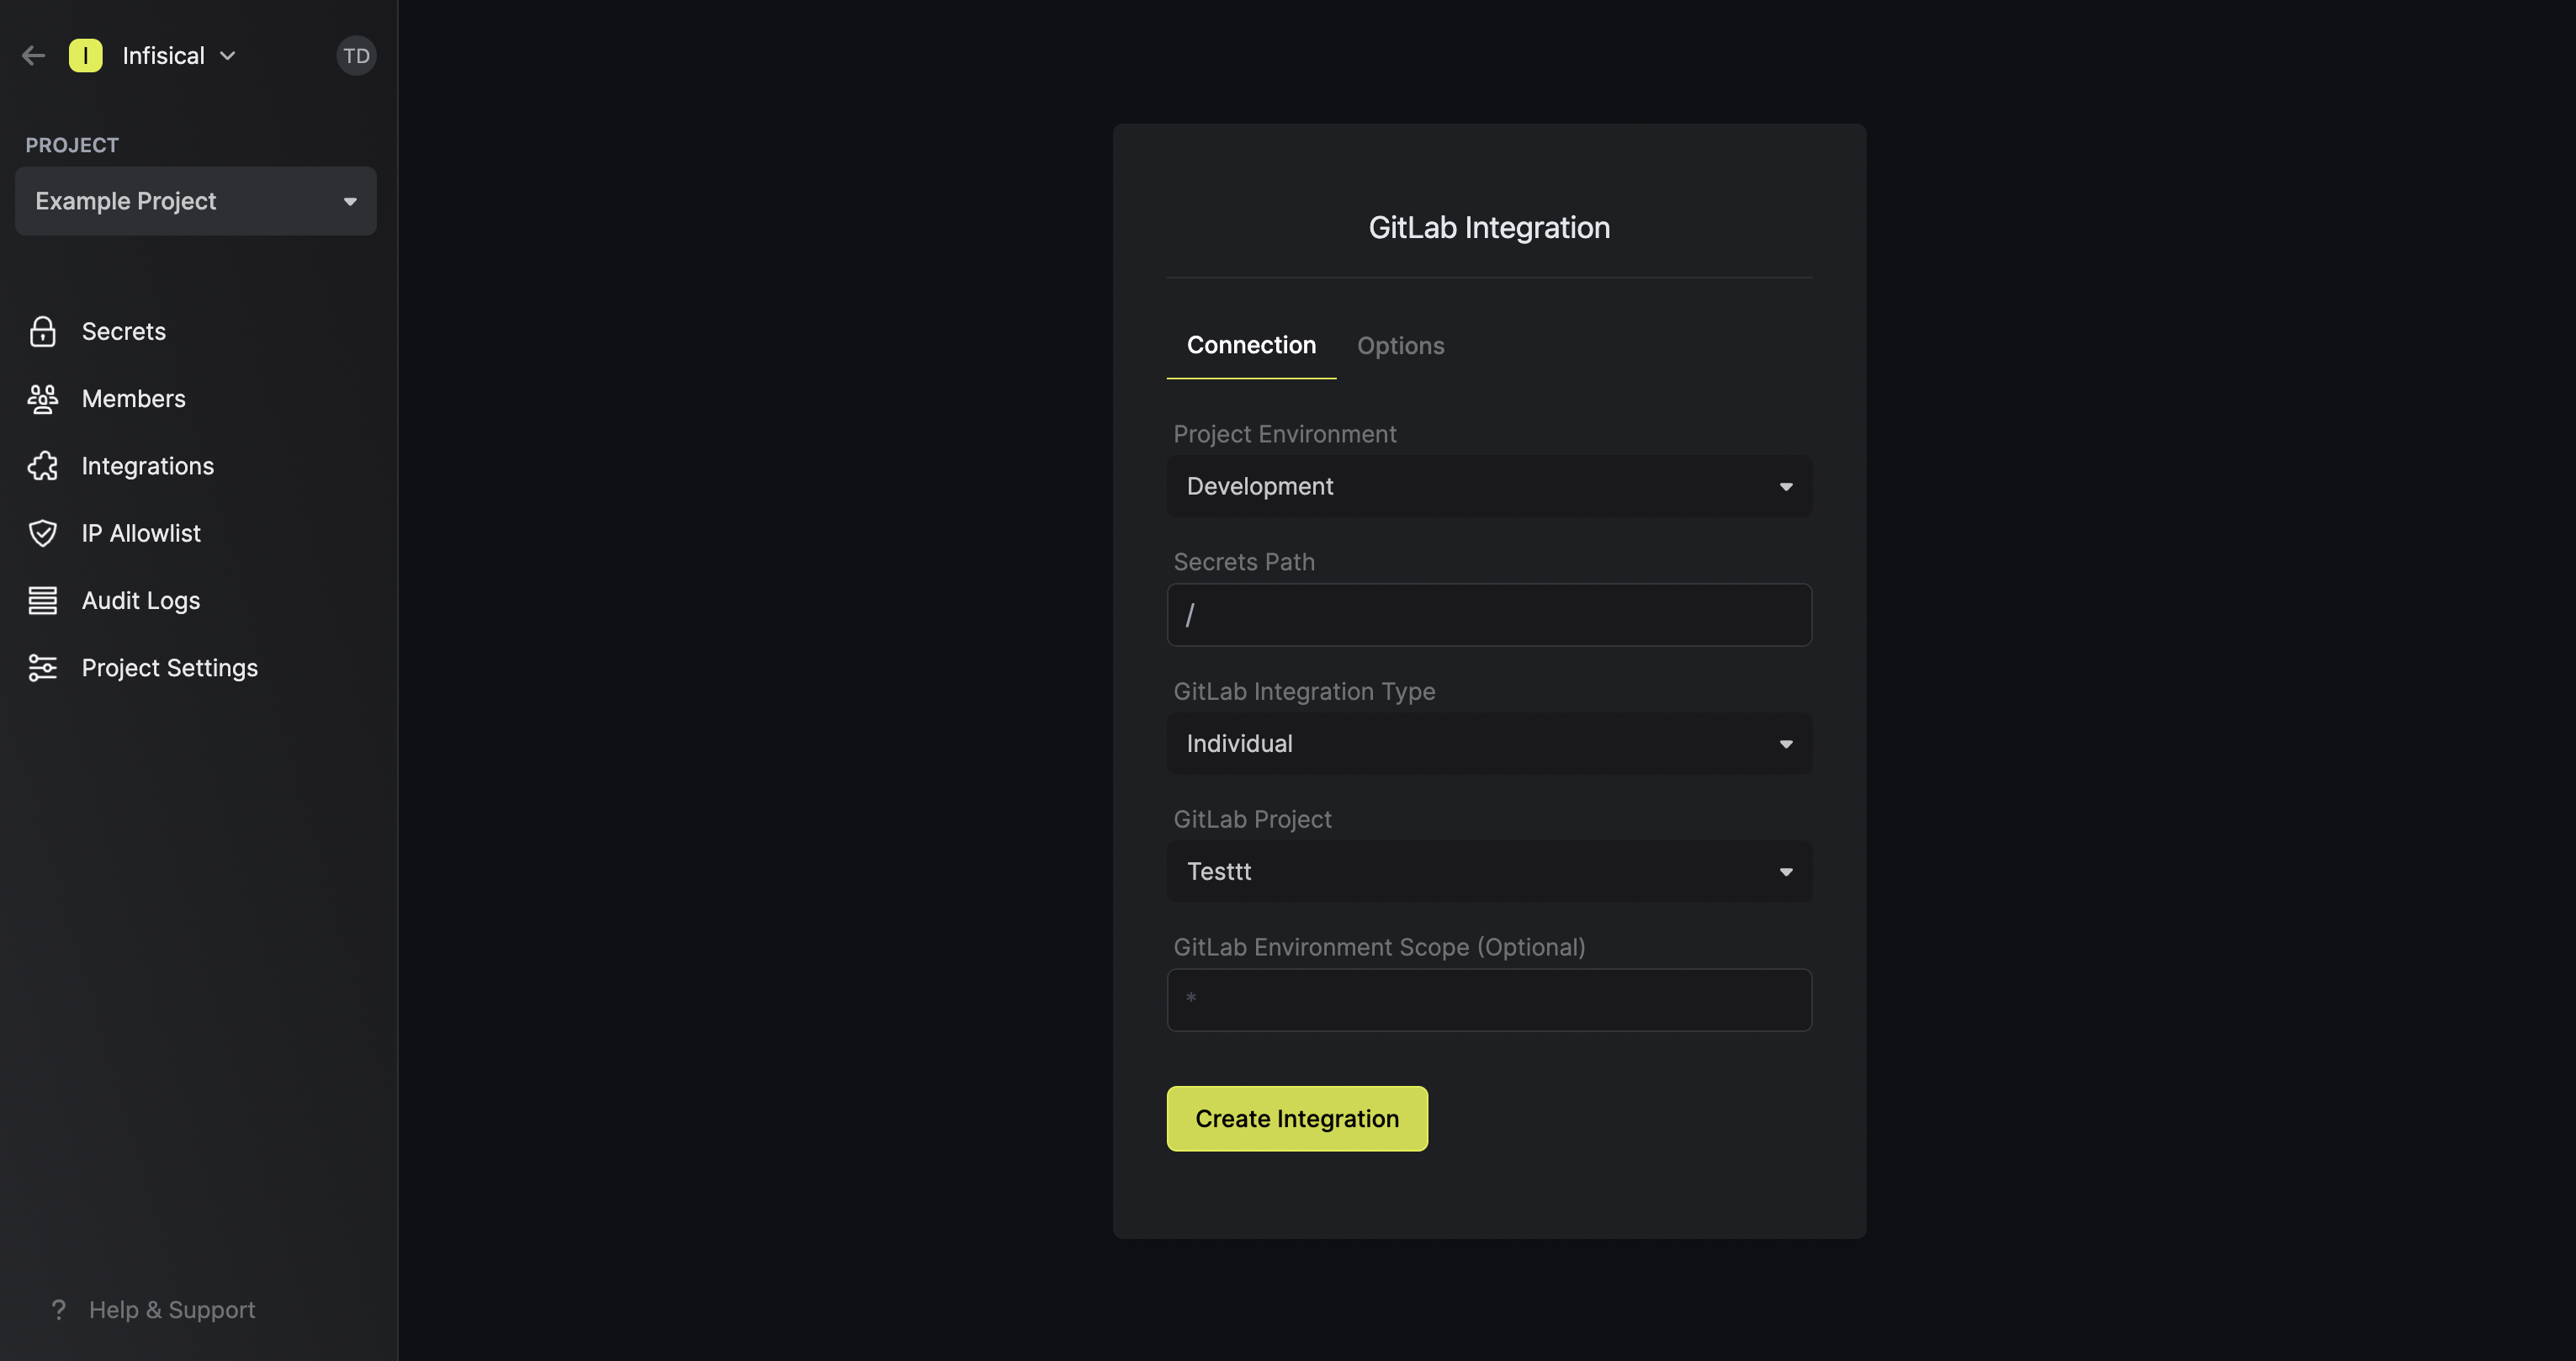 I Infisical TD
PROJECT
Example Project
Secrets
Members
Integrations
IP Allowlist
Audit Logs
Project Settings
? Help & Support
GitLab Integration
Connection Options
Project Environment
Development
Secrets Path
/
GitLab Integration Type
Individual
GitLab Project
Testtt
GitLab Environment Scope (Optional)
*
Create Integration